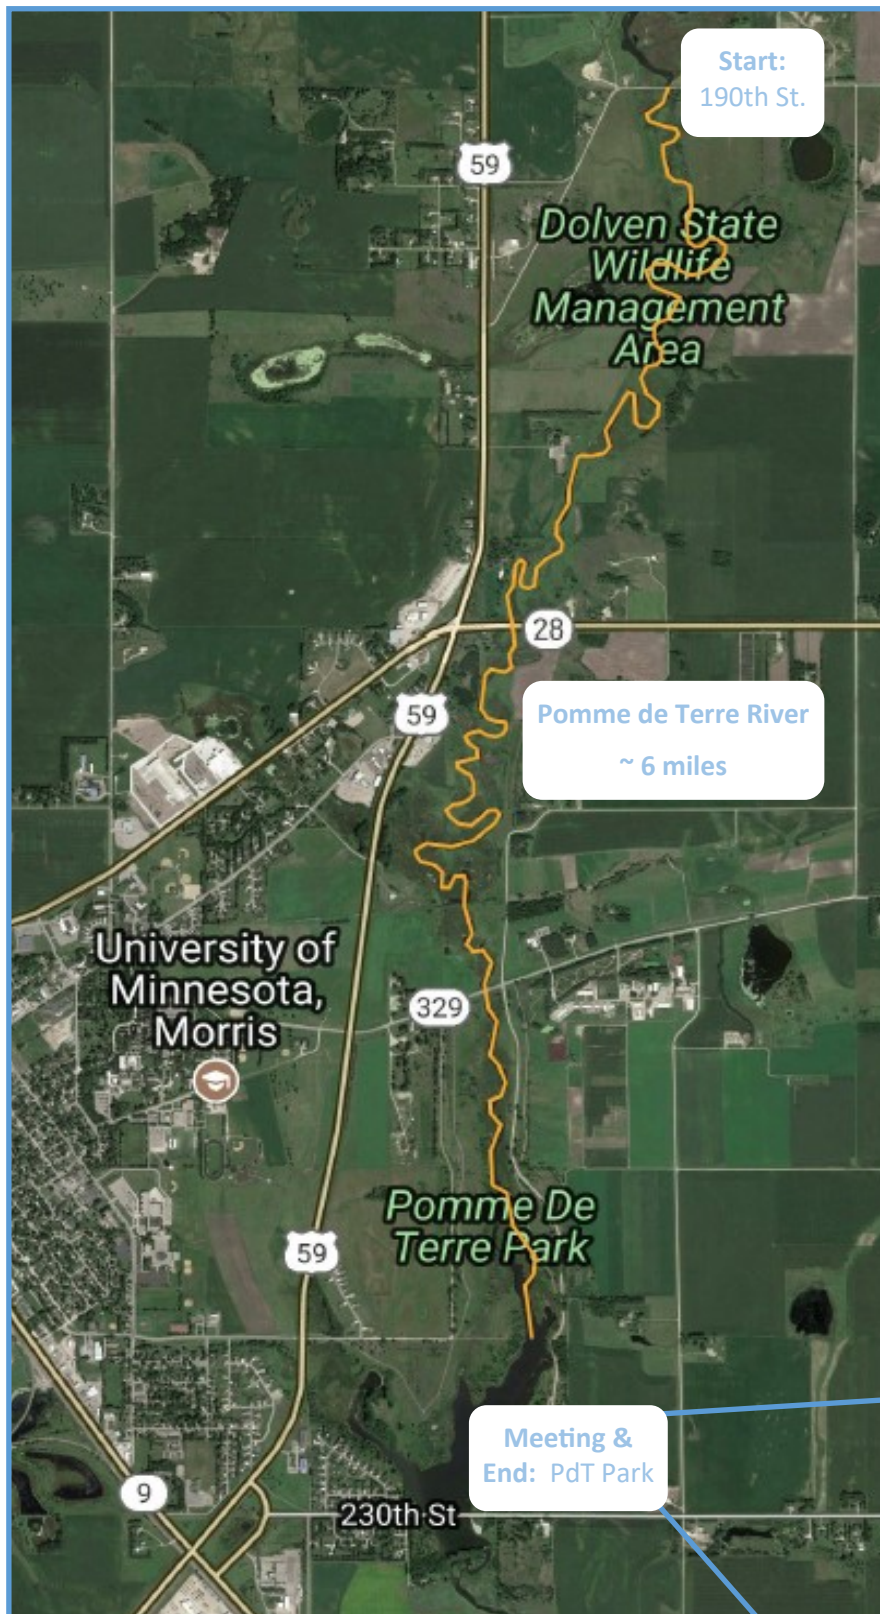 Start:
190th St.
59
Dolven State
Wildlife
Management
Area
28
59
Pomme de Terre River
~ 6 miles
University of
Minnesota,
Morris
329
Pomme De
Terre Park
59
Meeting &
End: PdT Park
9
230th St